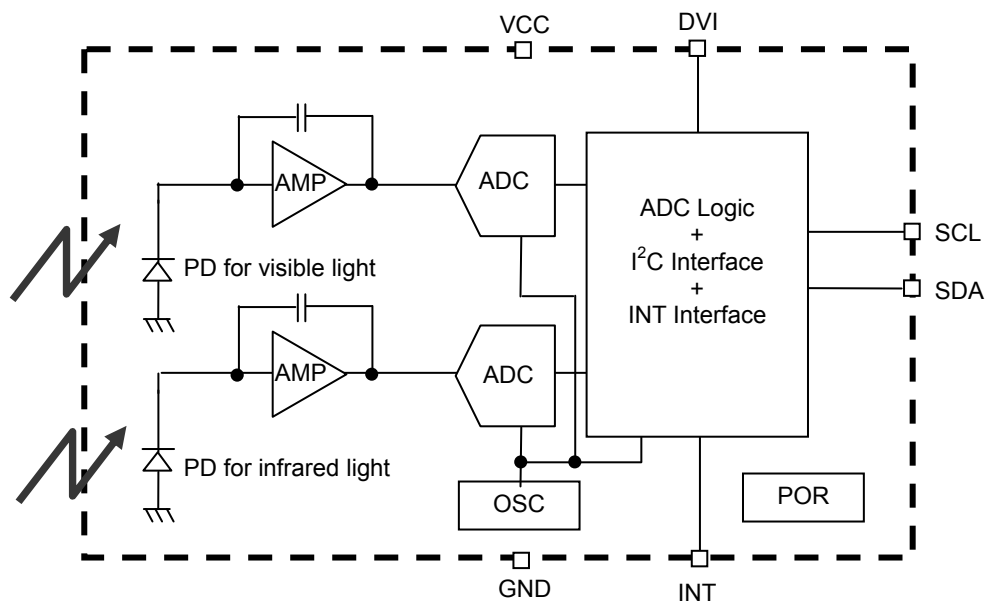 VCC
DVI
AMP
ADC
ADC Logic
+
I²C Interface
+
INT Interface
SCL
SDA
PD for visible light
AMP
ADC
PD for infrared light
OSC
POR
GND
INT